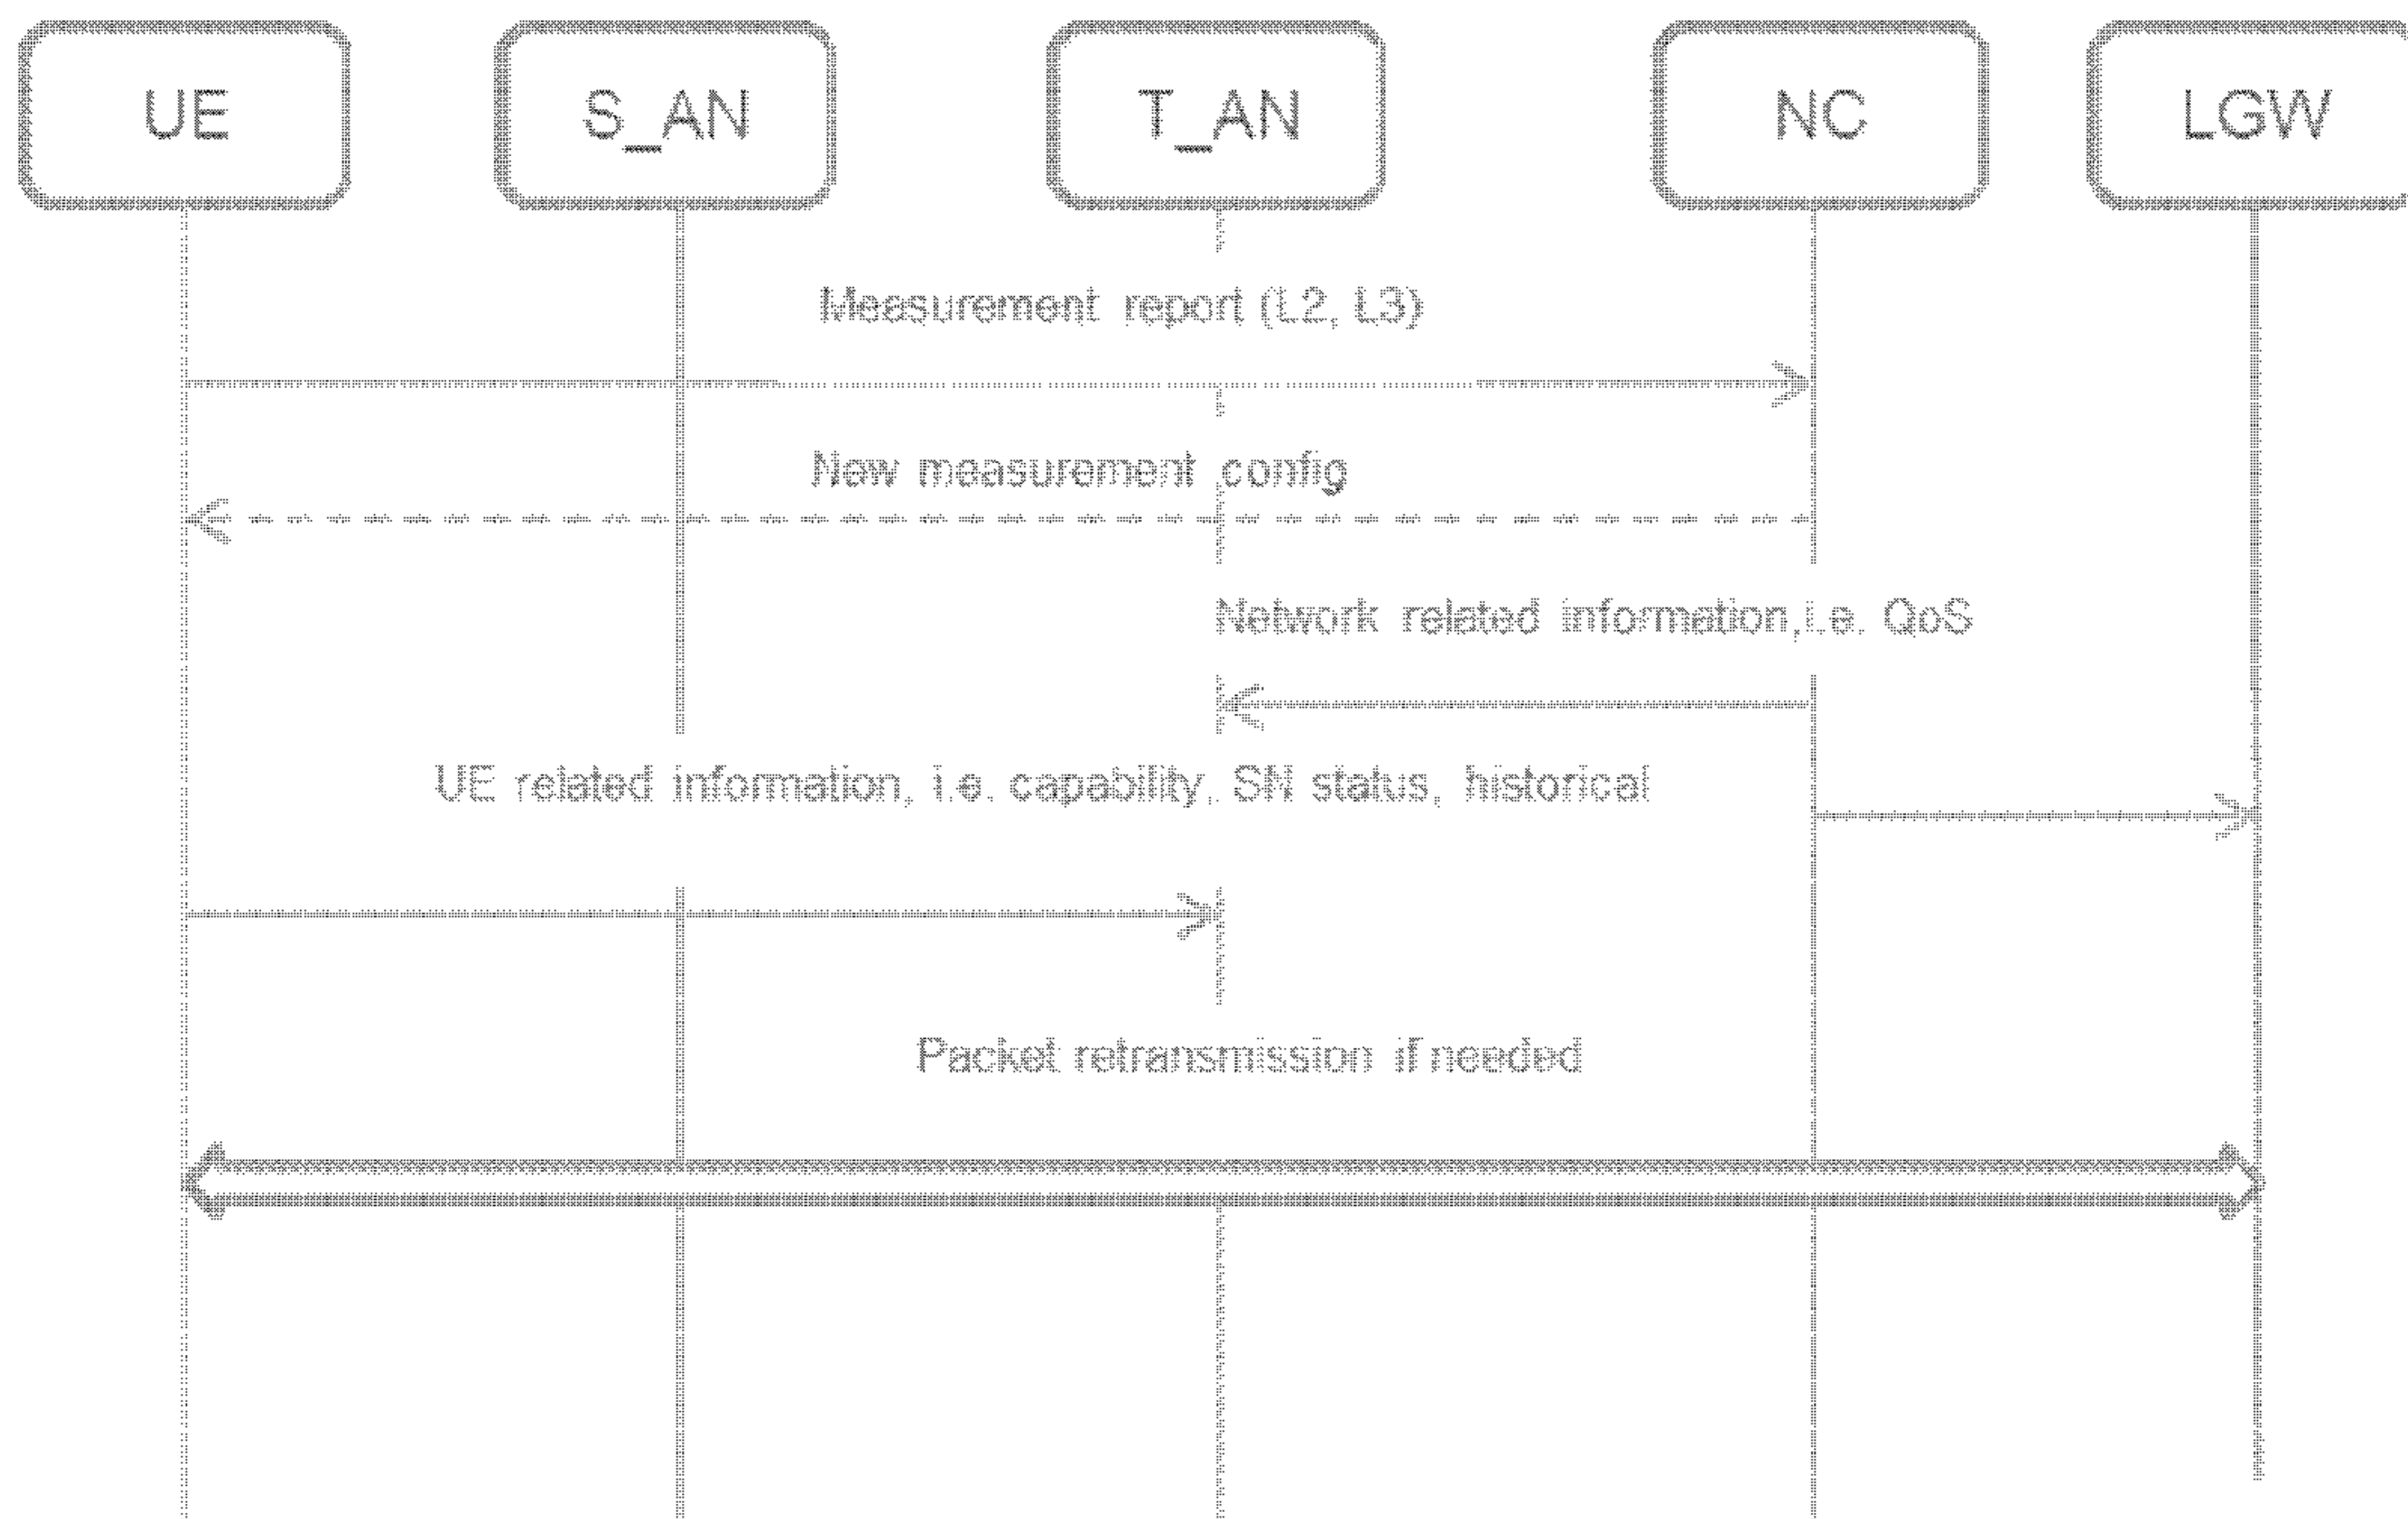 UE
S_AN
T_AN
NC
LGW
Measurement report (L2, L3)
New measurement config
Network related information,i.e. QoS
UE related information, i.e. capability, SN status, historical
Packet retransmission if needed